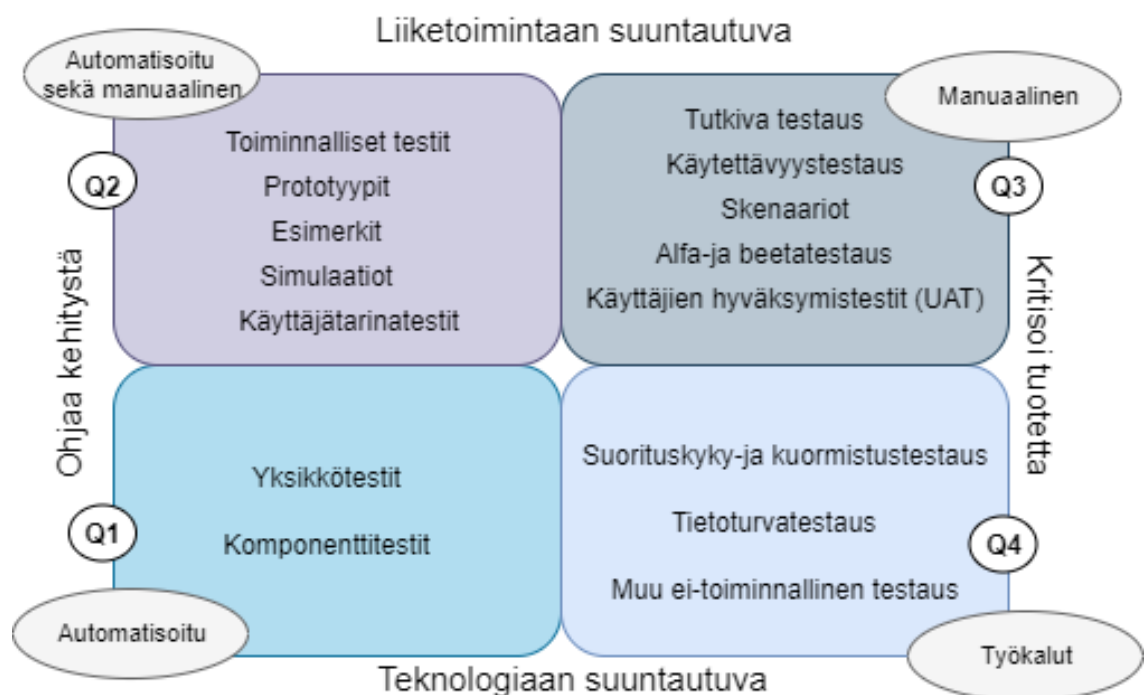 Liiketoimintaan suuntautuva
Automatisoitu
sekä manuaalinen
Manuaalinen
Q2
Toiminnalliset testit
Prototyypit
Esimerkit
Simulaatiot
Käyttäjätarinatestit
Tutkiva testaus
Käytettävyystestaus
Skenaariot
Alfa-ja beetatestaus
Käyttäjien hyväksymistestit (UAT)
Q3
Ohjaa kehitystä
Kritisoi tuotetta
Q1
Yksikkötestit
Komponenttitestit
Suorituskyky-ja kuormistustestaus
Tietoturvatestaus
Muu ei-toiminnallinen testaus
Q4
Automatisoitu
Työkalut
Teknologiaan suuntautuva